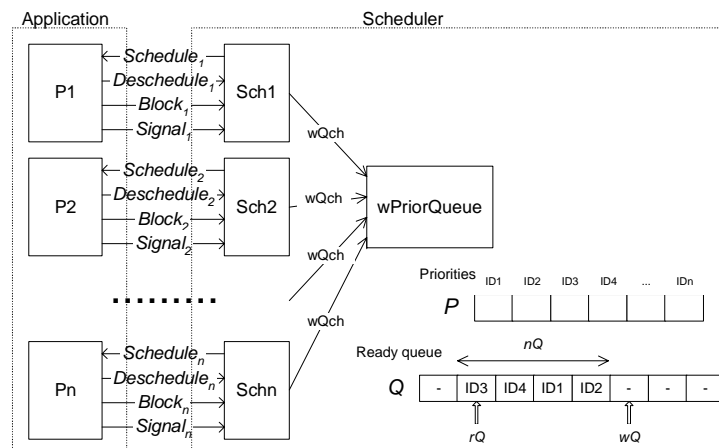 Application
Scheduler
P1
Schedule1
Deschedule1
Block1
Signal1
Sch1
wQch
P2
Schedule2
Deschedule2
Block2
Signal2
Sch2
wQch
wPriorQueue
wQch
.........
wQch
Pn
Schedulen
Deschedulen
Blockn
Signaln
Schn
Priorities
ID1 ID2 ID3 ID4 ... IDn
P
Ready queue
nQ
Q - ID3 ID4 ID1 ID2 - - -
rQ wQ